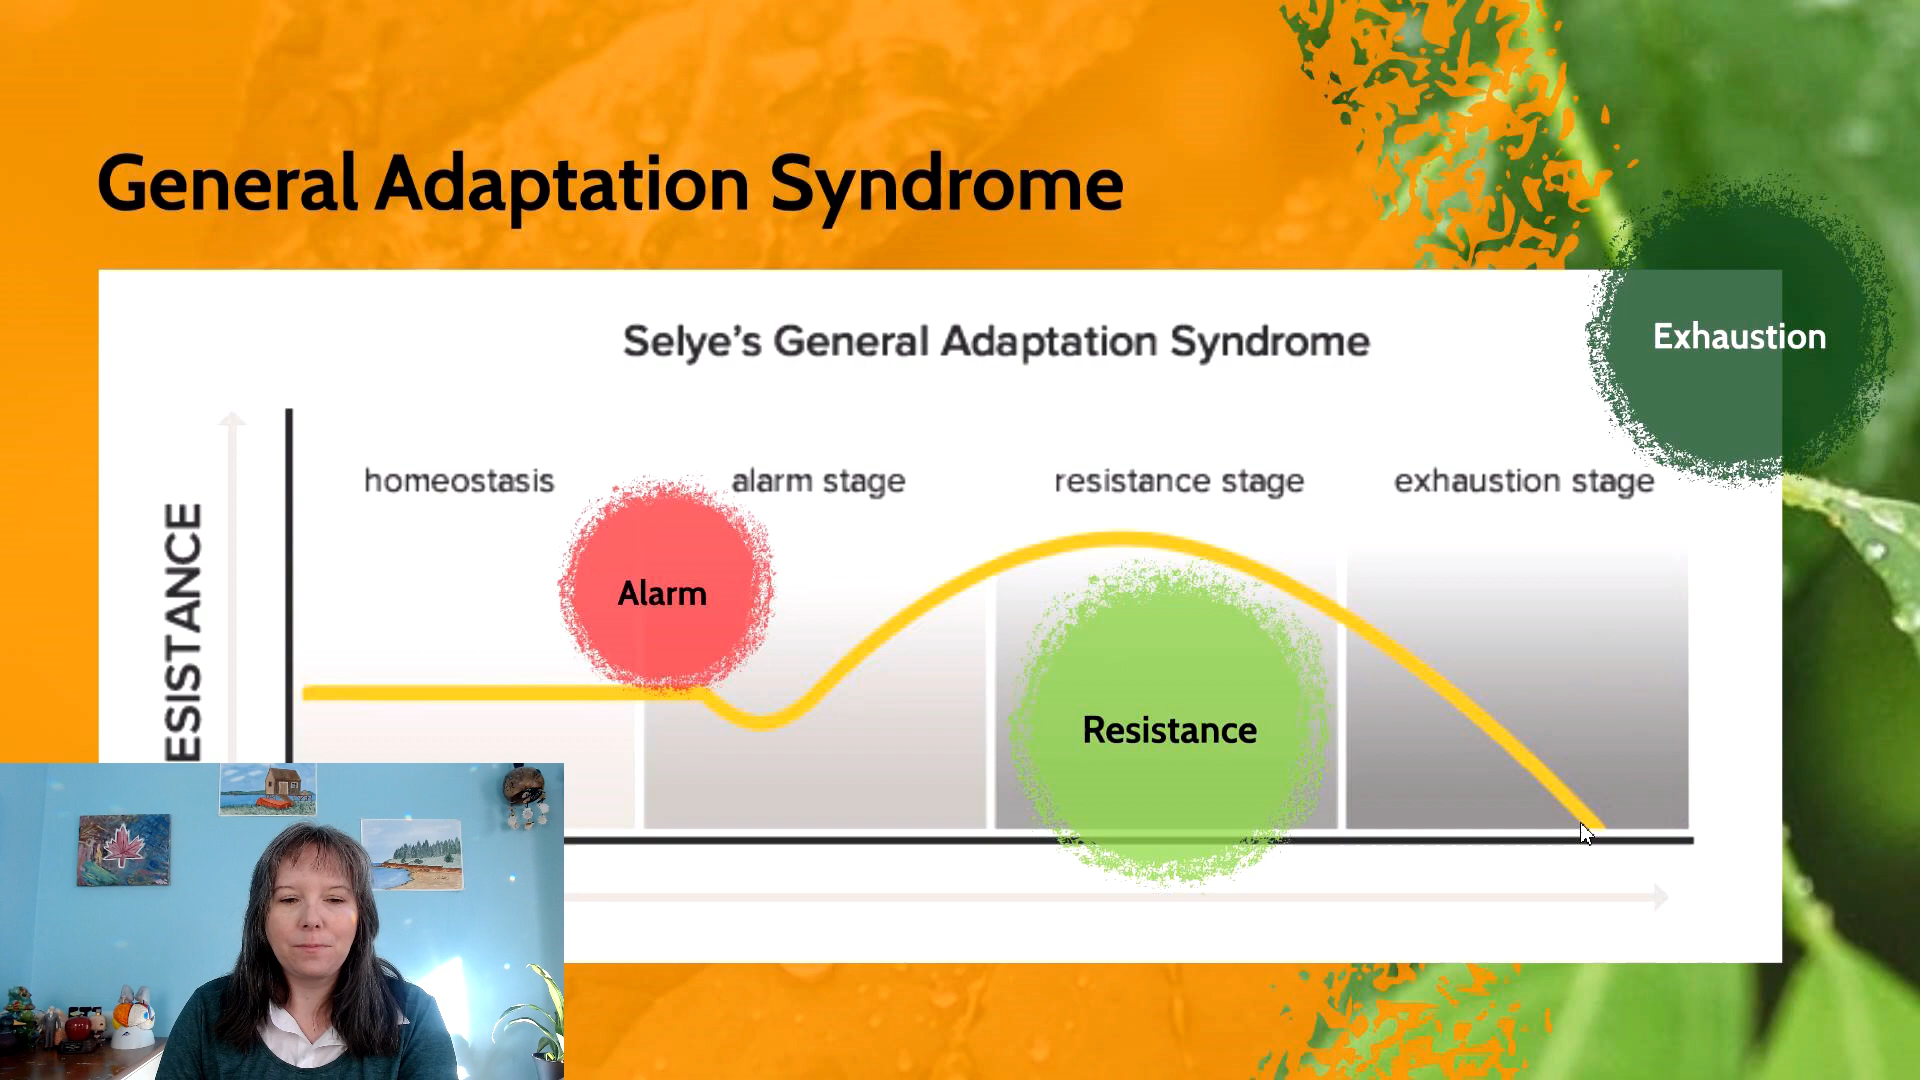 General Adaptation Syndrome
Selye's General Adaptation Syndrome
Exhaustion
homeostasis
alarm stage
resistance stage
exhaustion stage
Alarm
ESISTANCE
Resistance